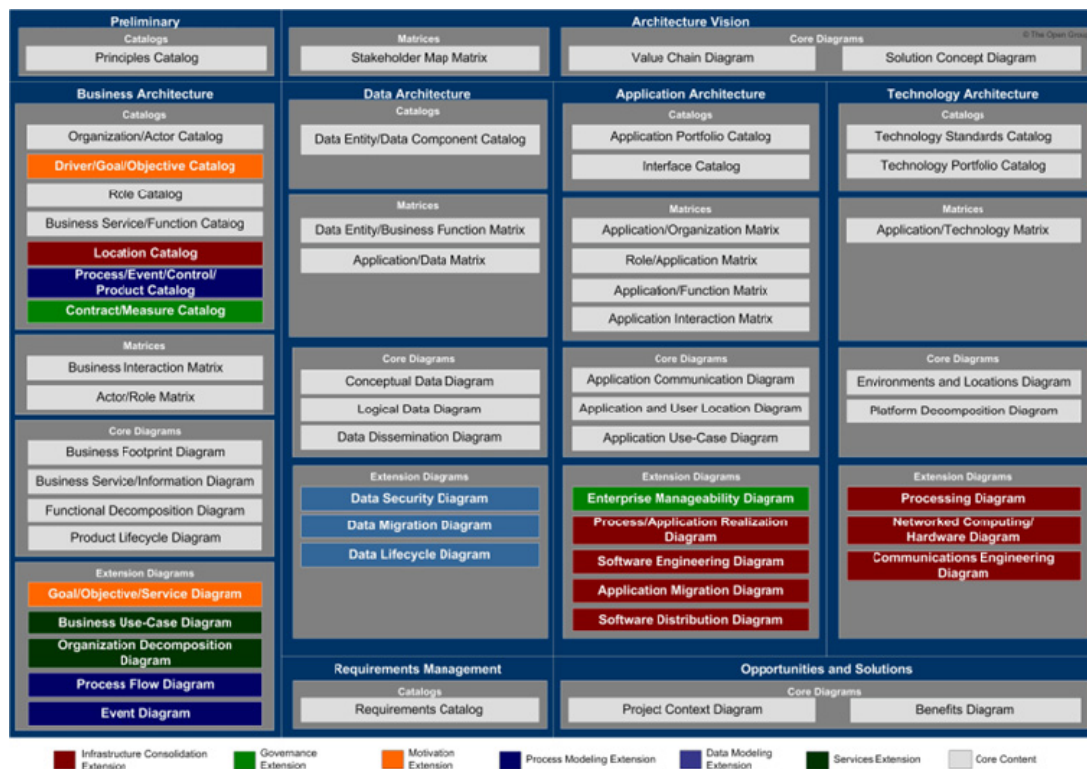 Preliminary
Catalogs
Principles Catalog
Architecture Vision
Matrices
Stakeholder Map Matrix
Core Diagrams
© The Open Group
Value Chain Diagram
Solution Concept Diagram
Business Architecture
Catalogs
Organization/Actor Catalog
Driver/Goal/Objective Catalog
Role Catalog
Business Service/Function Catalog
Location Catalog
Process/Event/Control/
Product Catalog
Contract/Measure Catalog
Matrices
Business Interaction Matrix
Actor/Role Matrix
Core Diagrams
Business Footprint Diagram
Business Service/Information Diagram
Functional Decomposition Diagram
Product Lifecycle Diagram
Extension Diagrams
Goal/Objective/Service Diagram
Business Use-Case Diagram
Organization Decomposition
Diagram
Process Flow Diagram
Event Diagram
Data Architecture
Catalogs
Data Entity/Data Component Catalog
Matrices
Data Entity/Business Function Matrix
Application/Data Matrix
Core Diagrams
Conceptual Data Diagram
Logical Data Diagram
Data Dissemination Diagram
Extension Diagrams
Data Security Diagram
Data Migration Diagram
Data Lifecycle Diagram
Application Architecture
Catalogs
Application Portfolio Catalog
Interface Catalog
Matrices
Application/Organization Matrix
Role/Application Matrix
Application/Function Matrix
Application Interaction Matrix
Core Diagrams
Application Communication Diagram
Application and User Location Diagram
Application Use-Case Diagram
Extension Diagrams
Enterprise Manageability Diagram
Process/Application Realization
Diagram
Software Engineering Diagram
Application Migration Diagram
Software Distribution Diagram
Technology Architecture
Catalogs
Technology Standards Catalog
Technology Portfolio Catalog
Matrices
Application/Technology Matrix
Core Diagrams
Environments and Locations Diagram
Platform Decomposition Diagram
Extension Diagrams
Processing Diagram
Networked Computing/
Hardware Diagram
Communications Engineering
Diagram
Requirements Management
Catalogs
Requirements Catalog
Opportunities and Solutions
Core Diagrams
Project Context Diagram
Benefits Diagram
Infrastructure Consolidation
Extension
Governance
Extension
Motivation
Extension
Process Modeling Extension
Data Modeling
Extension
Services Extension
Core Content